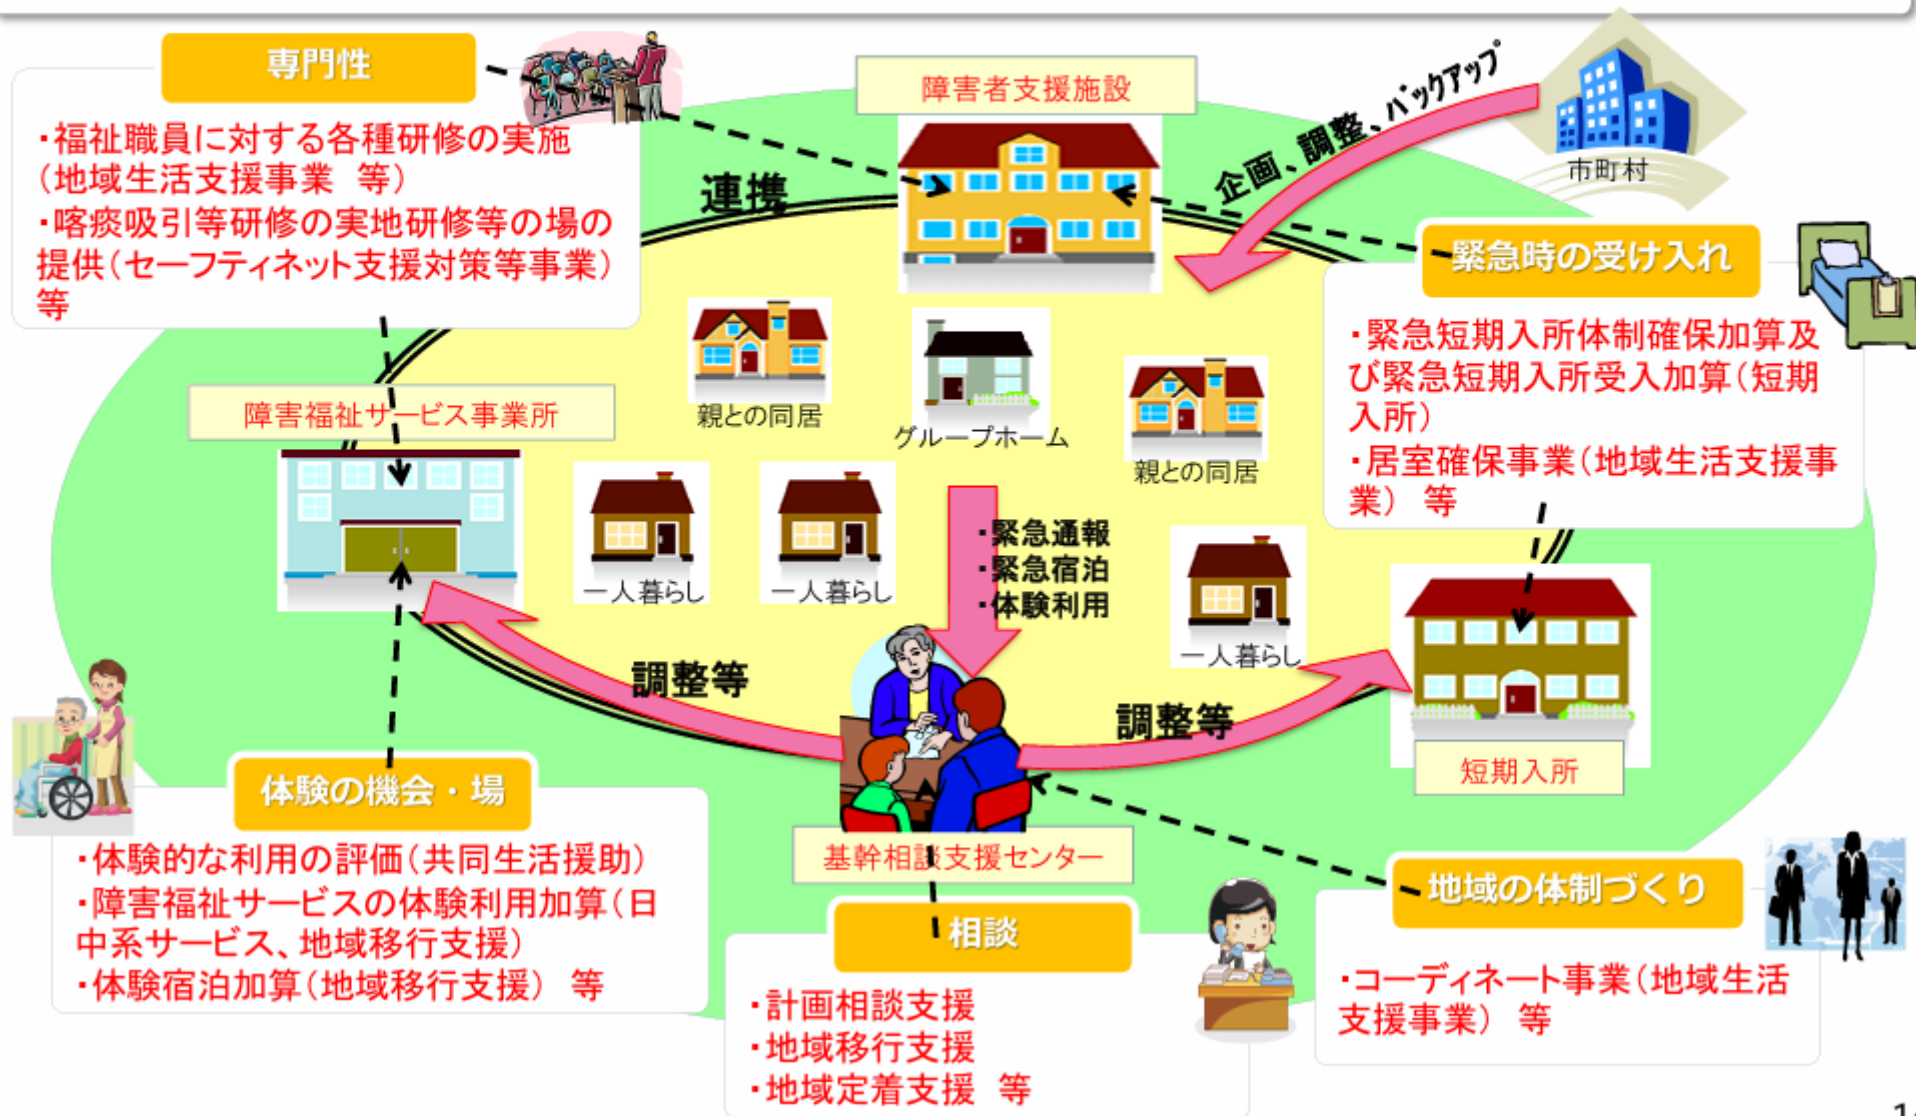 専門性
・福祉職員に対する各種研修の実施
（地域生活支援事業　等）
・喀痰吸引等研修の実地研修等の場の
提供（セーフティネット支援対策等事業）
等
障害者支援施設
企画、調整、バックアップ
市町村
連携
緊急時の受け入れ
・緊急短期入所体制確保加算及
び緊急短期入所受入加算（短期
入所）
・居室確保事業（地域生活支援事
業）　等
障害福祉サービス事業所
親との同居
グループホーム
親との同居
一人暮らし
一人暮らし
・緊急通報
・緊急宿泊
・体験利用
一人暮らし
調整等
調整等
短期入所
体験の機会・場
・体験的な利用の評価（共同生活援助）
・障害福祉サービスの体験利用加算（日
中系サービス、地域移行支援）
・体験宿泊加算（地域移行支援）　等
基幹相談支援センター
相談
・計画相談支援
・地域移行支援
・地域定着支援　等
地域の体制づくり
・コーディネート事業（地域生活
支援事業）　等